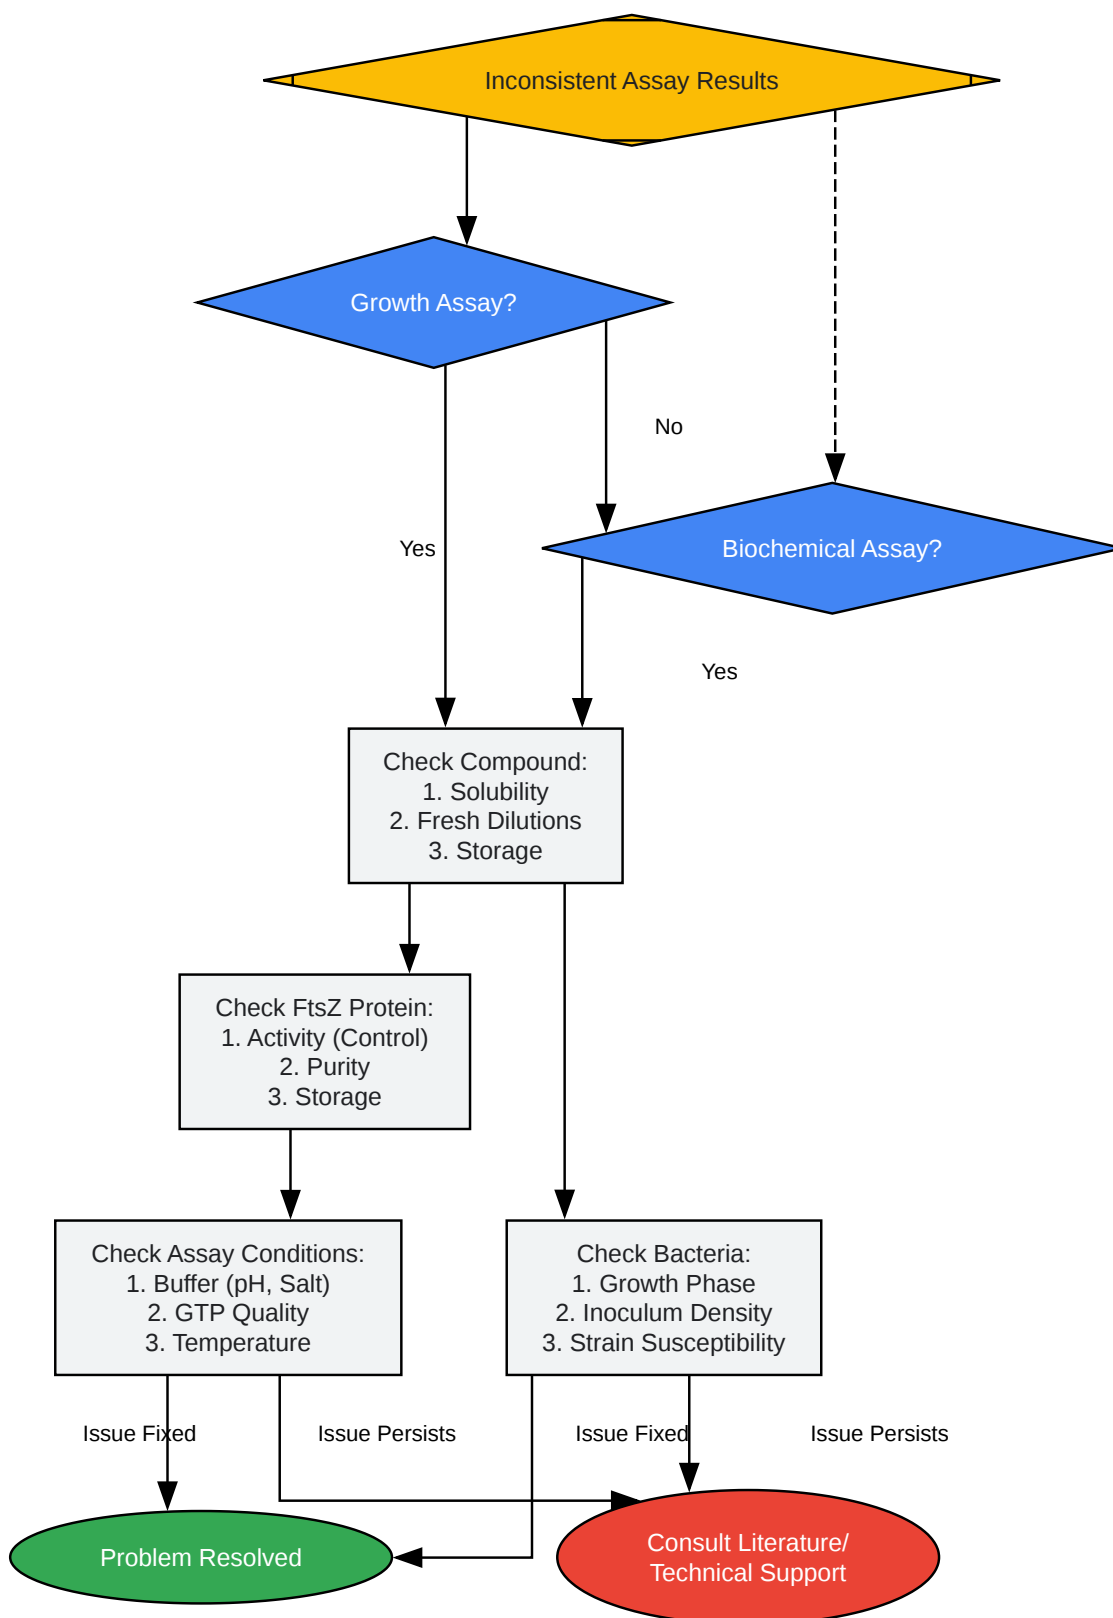 Inconsistent Assay Results
Growth Assay?
No
Yes
Biochemical Assay?
Yes
Check Compound:
1. Solubility
2. Fresh Dilutions
3. Storage
Check FtsZ Protein:
1. Activity (Control)
2. Purity
3. Storage
Check Assay Conditions:
1. Buffer (pH, Salt)
2. GTP Quality
3. Temperature
Check Bacteria:
1. Growth Phase
2. Inoculum Density
3. Strain Susceptibility
Issue Fixed
Issue Persists
Issue Fixed
Issue Persists
Problem Resolved
Consult Literature/
Technical Support